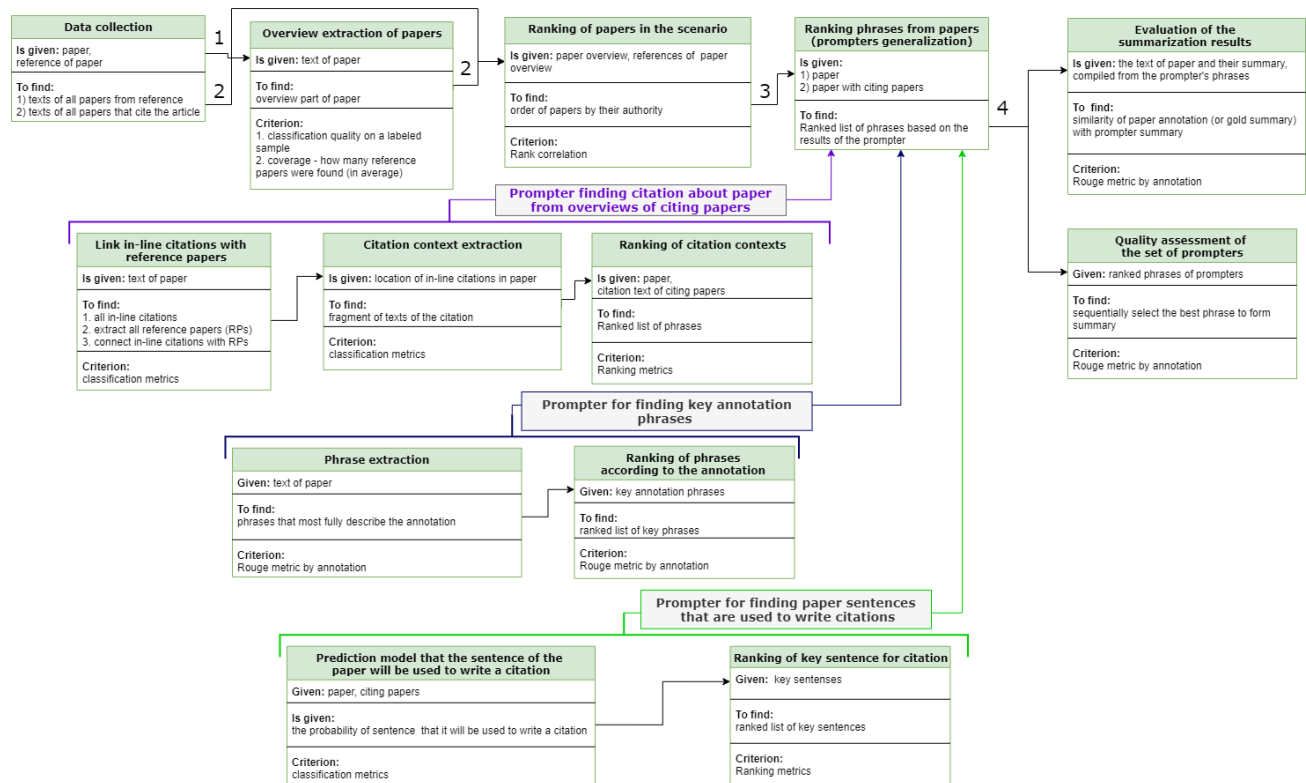 Data collection
Is given: paper,
reference of paper
To find:
1) texts of all papers from reference
2) texts of all papers that cite the article
1
2
Overview extraction of papers
Is given: text of paper
To find:
overview part of paper
Criterion:
1. classification quality on a labeled
sample
2. coverage - how many reference
papers were found (in average)
2
Ranking of papers in the scenario
Is given: paper overview, references of paper
overview
To find:
order of papers by their authority
Criterion:
Rank correlation
3
Ranking phrases from papers
(prompters generalization)
Is given:
1) paper
2) paper with citing papers
To find:
Ranked list of phrases based on the
results of the prompter
4
Evaluation of the
summarization results
Is given: the text of paper and their summary,
compiled from the prompter's phrases
To find:
similarity of paper annotation (or gold summary)
with prompter summary
Criterion:
Rouge metric by annotation
Quality assessment of
the set of prompters
Given: ranked phrases of prompters
To find:
sequentially select the best phrase to form
summary
Criterion:
Rouge metric by annotation
Prompter finding citation about paper
from overviews of citing papers
Link in-line citations with
reference papers
Is given: text of paper
To find:
1. all in-line citations
2. extract all reference papers (RPs)
3. connect in-line citations with RPs
Criterion:
classification metrics
Citation context extraction
Is given: location of in-line citations in paper
To find:
fragment of texts of the citation
Criterion:
classification metrics
Ranking of citation contexts
Is given: paper,
citation text of citing papers
To find:
Ranked list of phrases
Criterion:
Ranking metrics
Prompter for finding key annotation
phrases
Phrase extraction
Given: text of paper
To find:
phrases that most fully describe the annotation
Criterion:
Rouge metric by annotation
Ranking of phrases
according to the annotation
Given: key annotation phrases
To find:
ranked list of key phrases
Criterion:
Rouge metric by annotation
Prompter for finding paper sentences
that are used to write citations
Prediction model that the sentence of the
paper will be used to write a citation
Given: paper, citing papers
Is given:
the probability of sentence that it will be used to write a citation
Criterion:
classification metrics
Ranking of key sentence for citation
Given: key sentenses
To find:
ranked list of key sentences
Criterion:
Ranking metrics